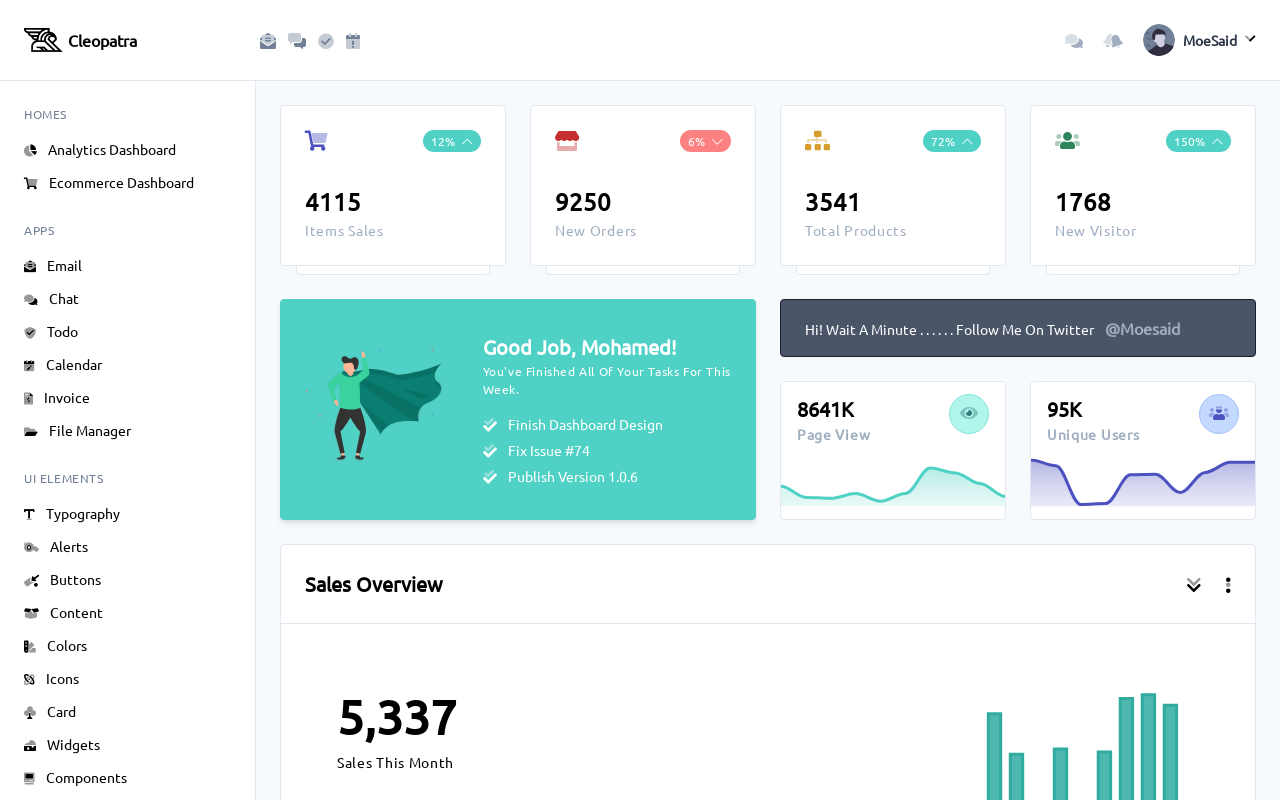 Cleopatra
MoeSaid
HOMES
Analytics Dashboard
Ecommerce Dashboard
APPS
Email
Chat
Todo
Calendar
Invoice
File Manager
UI ELEMENTS
Typography
Alerts
Buttons
Content
Colors
Icons
Card
Widgets
Components
12%
4115
Items Sales
6%
9250
New Orders
72%
3541
Total Products
150%
1768
New Visitor
Good Job, Mohamed!
You've Finished All Of Your Tasks For This
Week.
Finish Dashboard Design
Fix Issue #74
Publish Version 1.0.6
Hi! Wait A Minute . . . . . . Follow Me On Twitter @Moesaid
8641K
Page View
95K
Unique Users
Sales Overview
5,337
Sales This Month